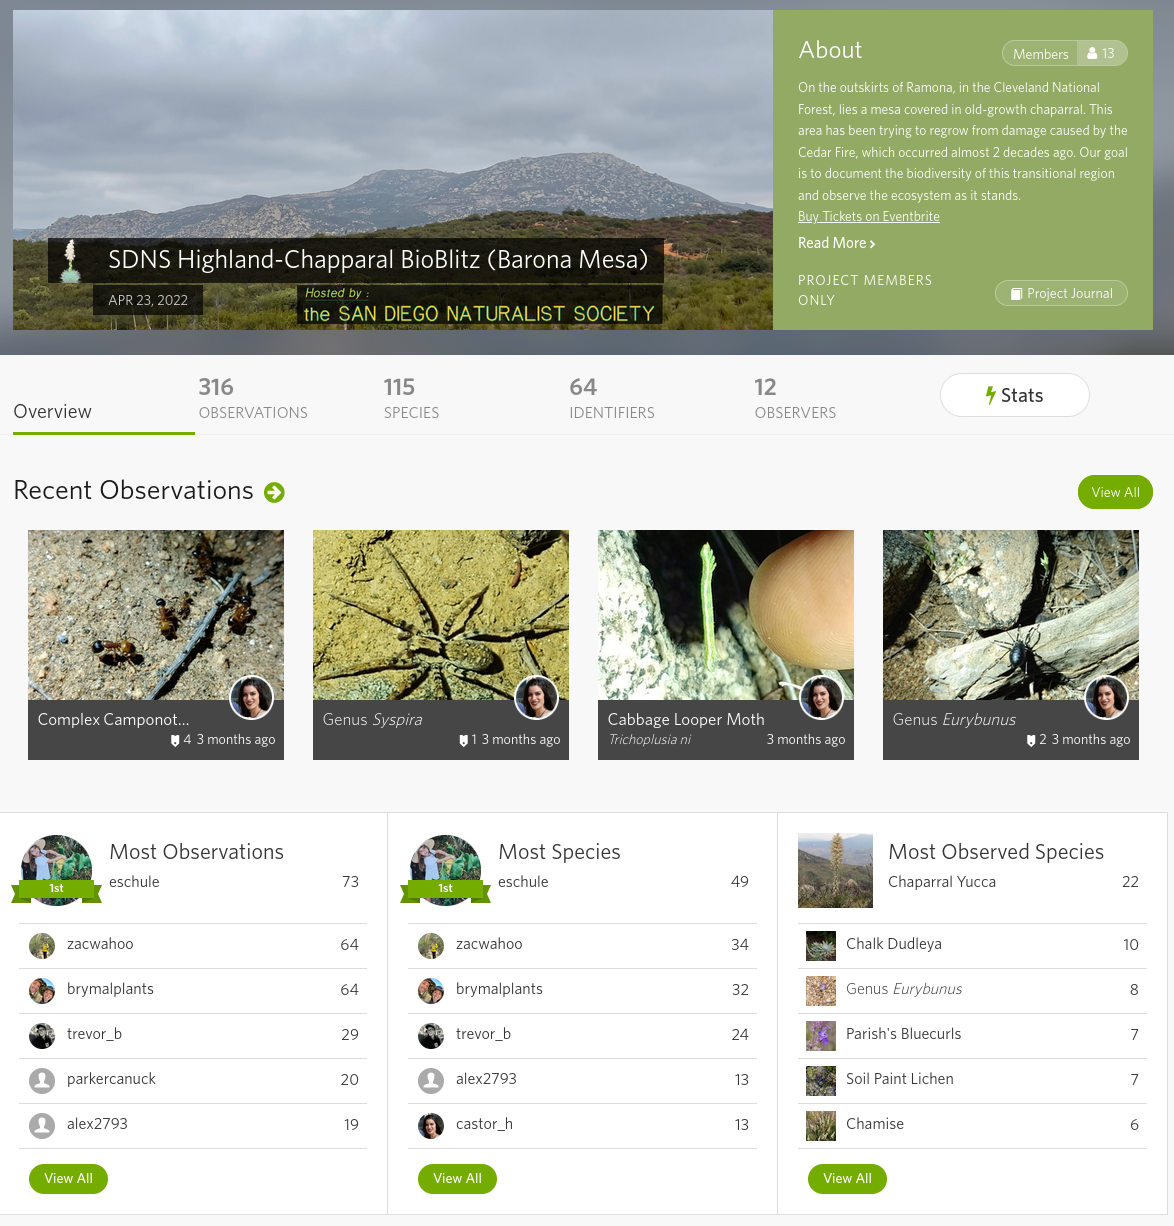 About
Members 13
On the outskirts of Ramona, in the Cleveland National
Forest, lies a mesa covered in old-growth chaparral. This
area has been trying to regrow from damage caused by the
Cedar Fire, which occurred almost 2 decades ago. Our goal
is to document the biodiversity of this transitional region
and observe the ecosystem as it stands.
Buy Tickets on Eventbrite
Read More
PROJECT MEMBERS
ONLY
Project Journal
SDNS Highland-Chapparal BioBlitz (Barona Mesa)
APR 23, 2022
Hosted by :
the SAN DIEGO NATURALIST SOCIETY
Overview
316
OBSERVATIONS
115
SPECIES
64
IDENTIFIERS
12
OBSERVERS
Stats
Recent Observations
View All
Complex Camponot...
4 3 months ago
Genus Syspira
1 3 months ago
Cabbage Looper Moth
Trichoplusia ni 3 months ago
Genus Eurybunus
2 3 months ago
Most Observations
1st
eschule 73
zacwahoo 64
brymalplants 64
trevor_b 29
parkercanuck 20
alex2793 19
View All
Most Species
1st
eschule 49
zacwahoo 34
brymalplants 32
trevor_b 24
alex2793 13
castor_h 13
View All
Most Observed Species
Chaparral Yucca 22
Chalk Dudleya 10
Genus Eurybunus 8
Parish's Bluecurls 7
Soil Paint Lichen 7
Chamise 6
View All